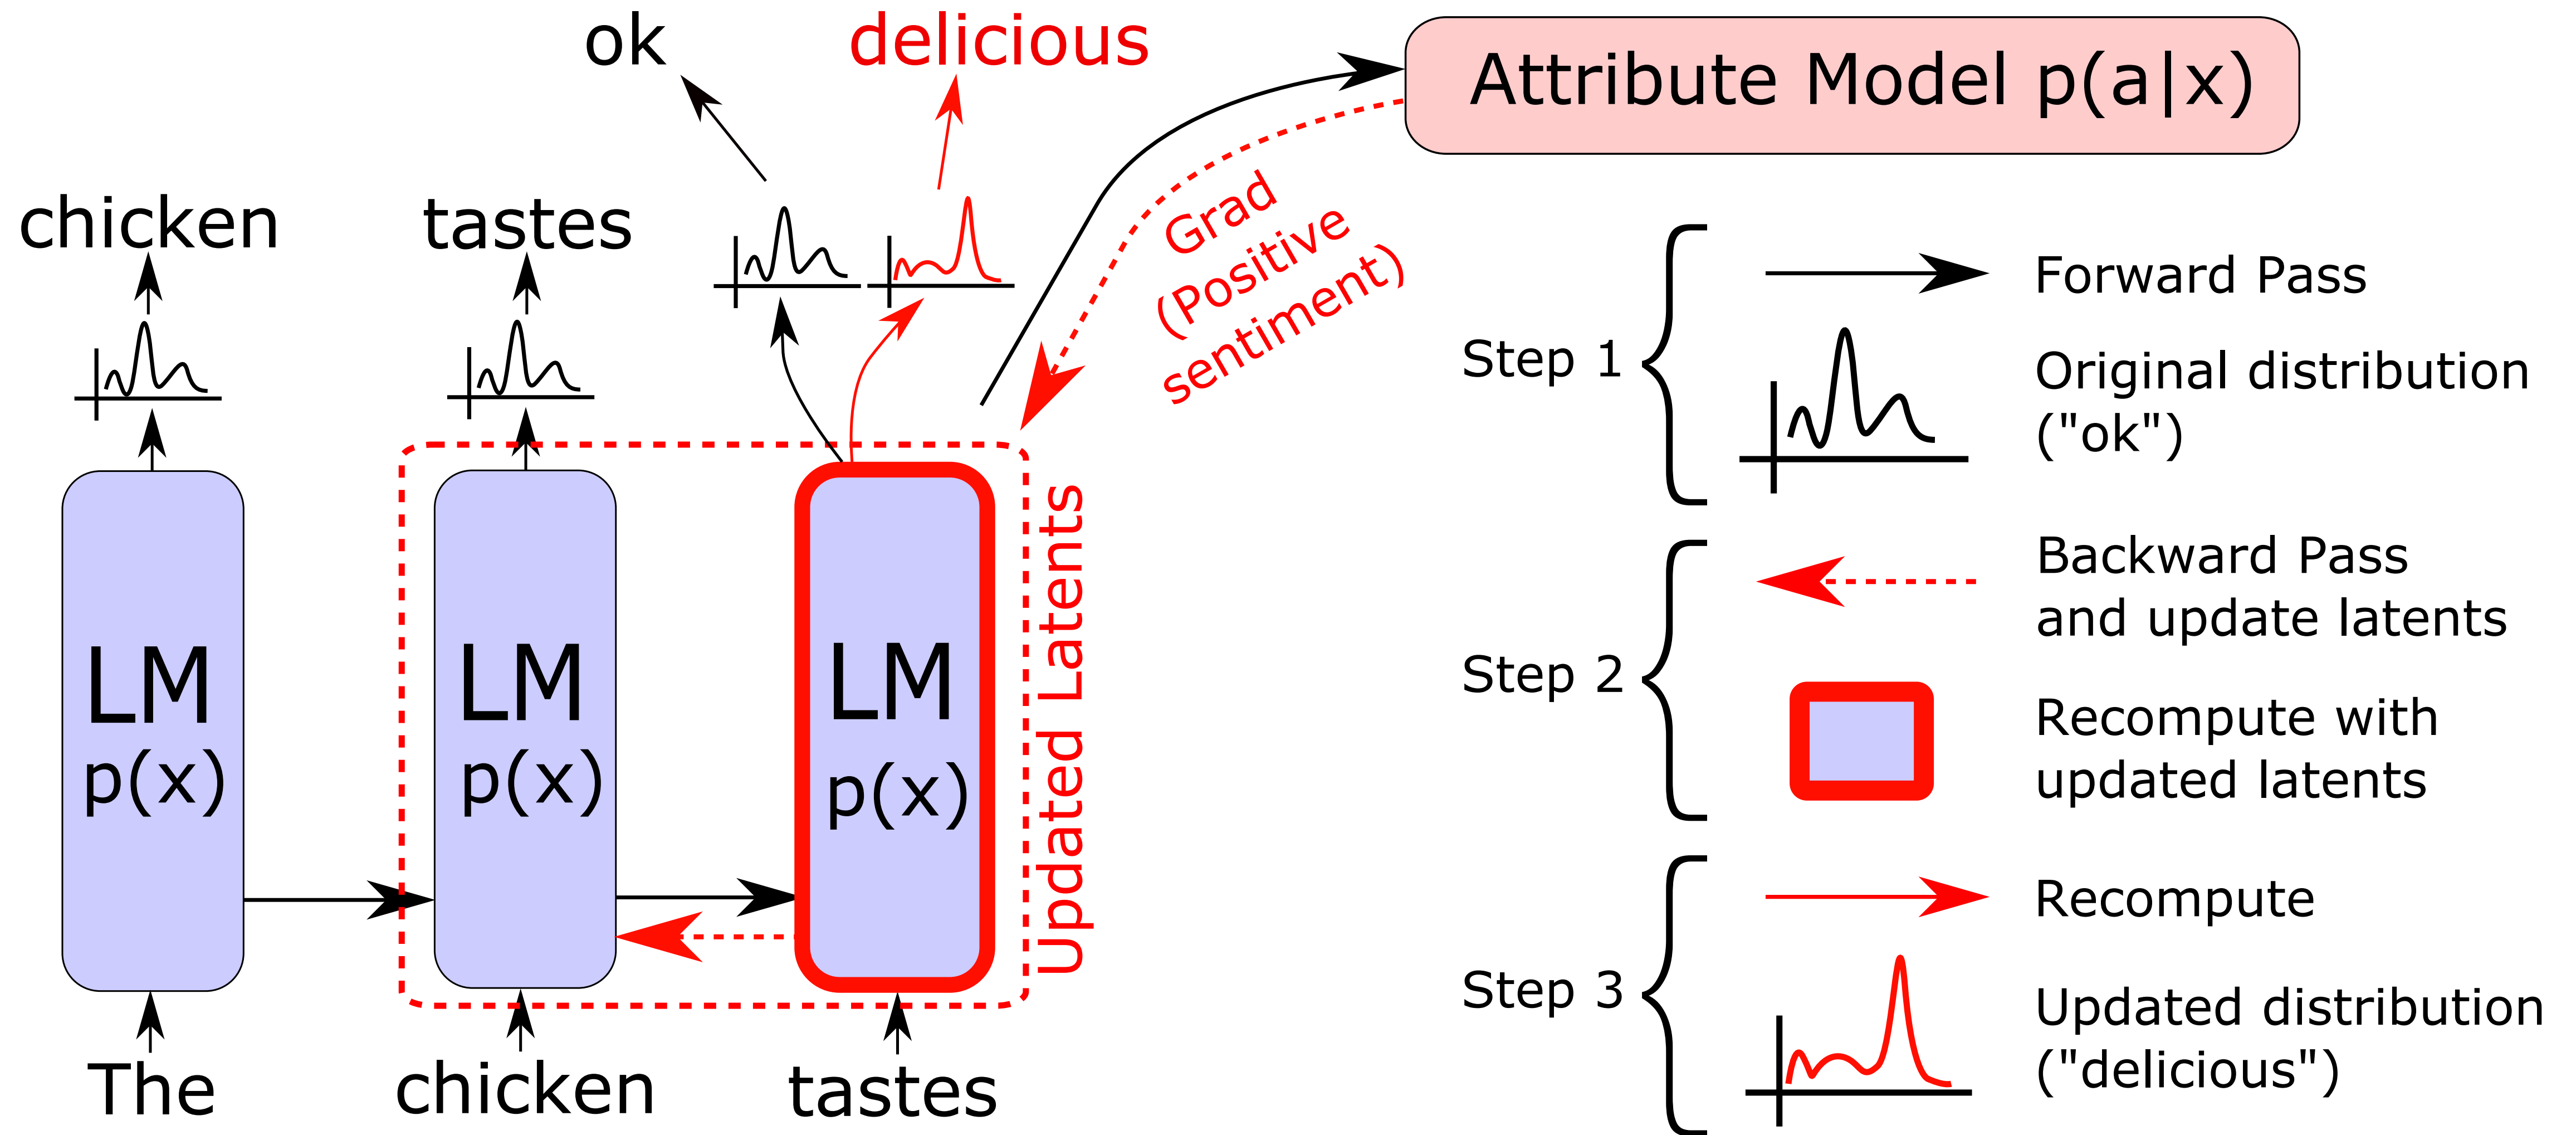 ok
delicious
Attribute Model p(a|x)
chicken
tastes
Grad
(Positive
sentiment)
LM
p(x)
LM
p(x)
LM
p(x)
Updated Latents
The
chicken
tastes
Step 1
Forward Pass
Original distribution
("ok")
Step 2
Backward Pass
and update latents
Recompute with
updated latents
Step 3
Recompute
Updated distribution
("delicious")